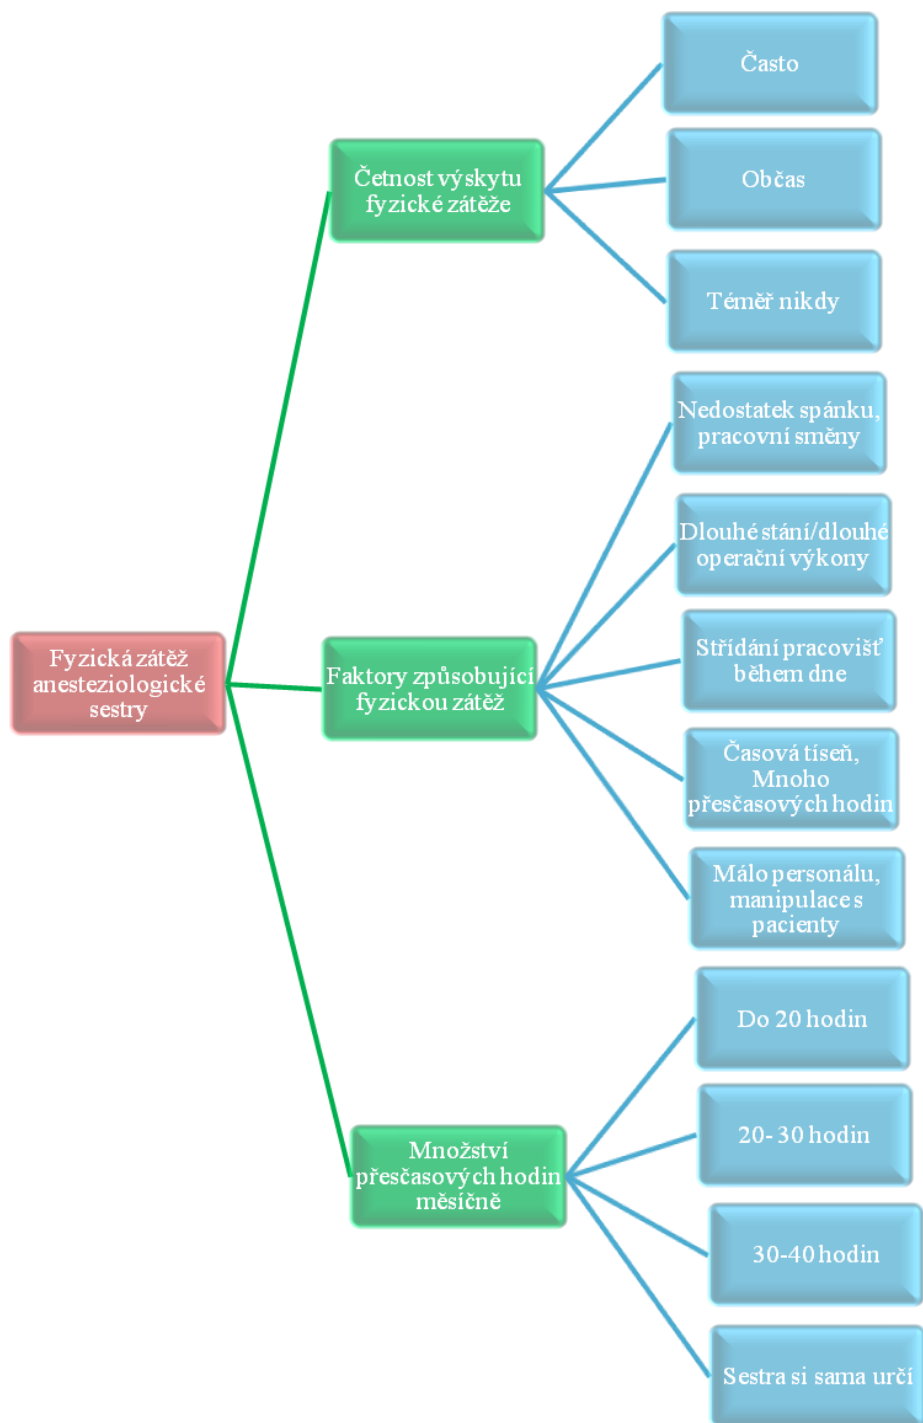 Fyzická zátěž
anesteziologické
sestry
Četnost výskytu
fyzické zátěže
Často
Občas
Téměř nikdy
Faktory způsobující
fyzickou zátěž
Nedostatek spánku,
pracovní směny
Dlouhé stání/dlouhé
operační výkony
Střídání pracovišť
během dne
Časová tíseň,
Mnoho
přesčasových hodin
Málo personálu,
manipulace s
pacienty
Množství
přesčasových hodin
měsíčně
Do 20 hodin
20- 30 hodin
30-40 hodin
Sestra si sama určí